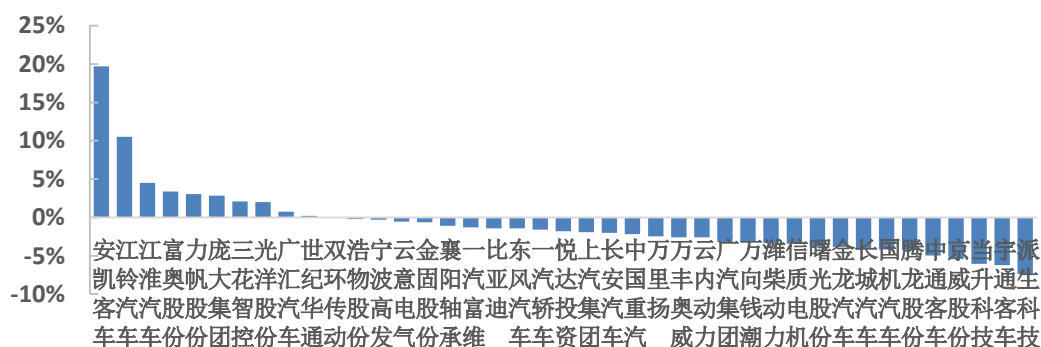 25%
20%
15%
10%
5%
0%
-5%
-10%
安凯客车
江铃汽车
江淮汽车
富奥股份
力帆股份
庞大集团
三花智控
光洋股份
广汇汽车
世纪华通
双环传动
浩物股份
宁波高发
云意电气
金固股份
襄阳轴承
一汽富维
比亚迪
东风汽车
一汽轿车
悦达投资
上汽集团
长安汽车
中国重汽
万里扬
万丰奥威
云内动力
广汽集团
万向钱潮
潍柴动力
信质电机
曙光股份
金龙汽车
长城汽车
国机汽车
腾龙股份
中通客车
京威股份
当升科技
宇通客车
派生科技